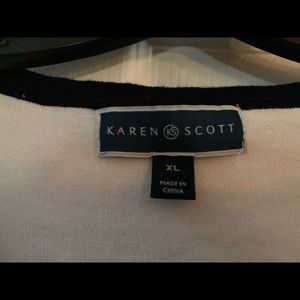 KAREN KS SCOTT
XL
MADE IN
CHINA